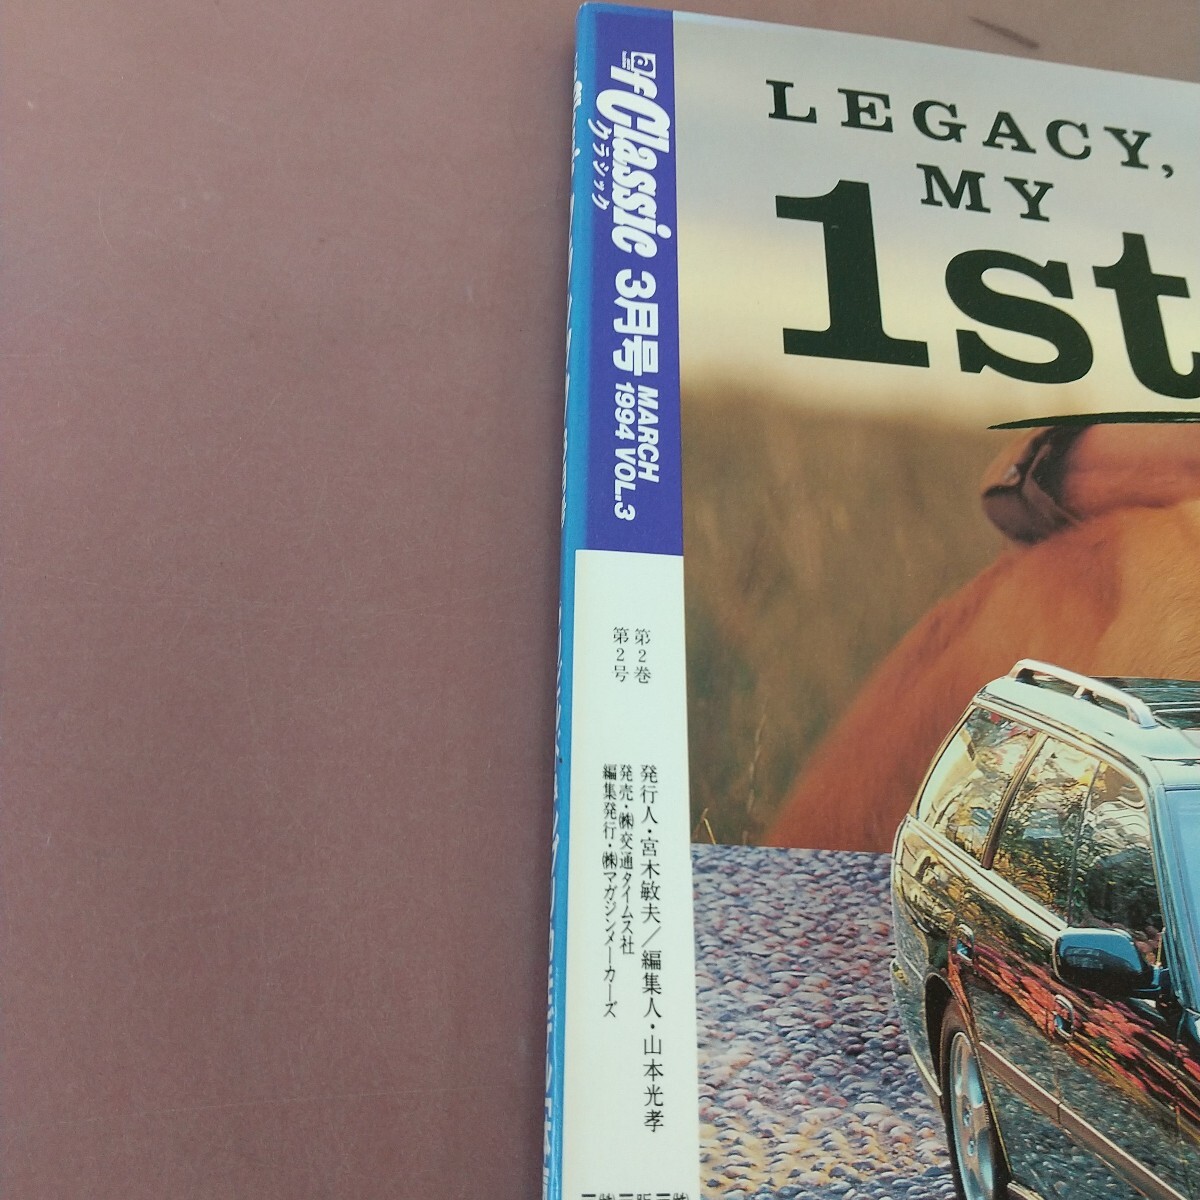 af Classic
クラシック
3月号
MARCH
1994 VOL.3
第2巻
第2号
発行人・宮木敏夫/編集人・山本光孝
発売・㈱交通タイムス社
編集発行・㈱マガジンメーカーズ
LEGACY,
MY
1st